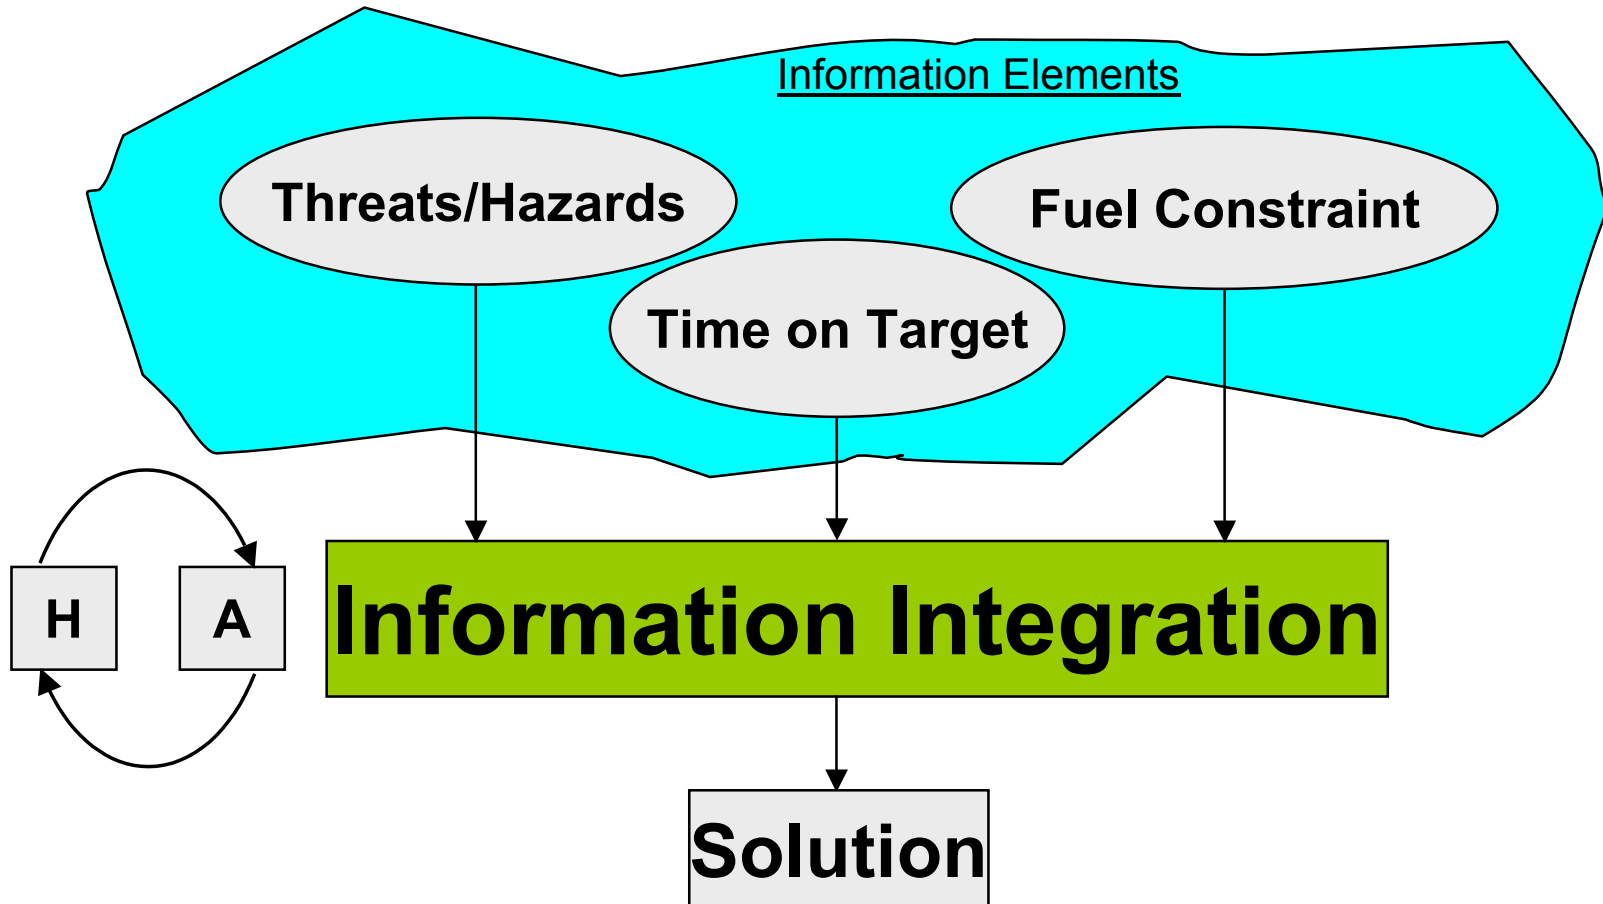 Information Elements
Threats/Hazards
Fuel Constraint
Time on Target
H
A
Information Integration
Solution